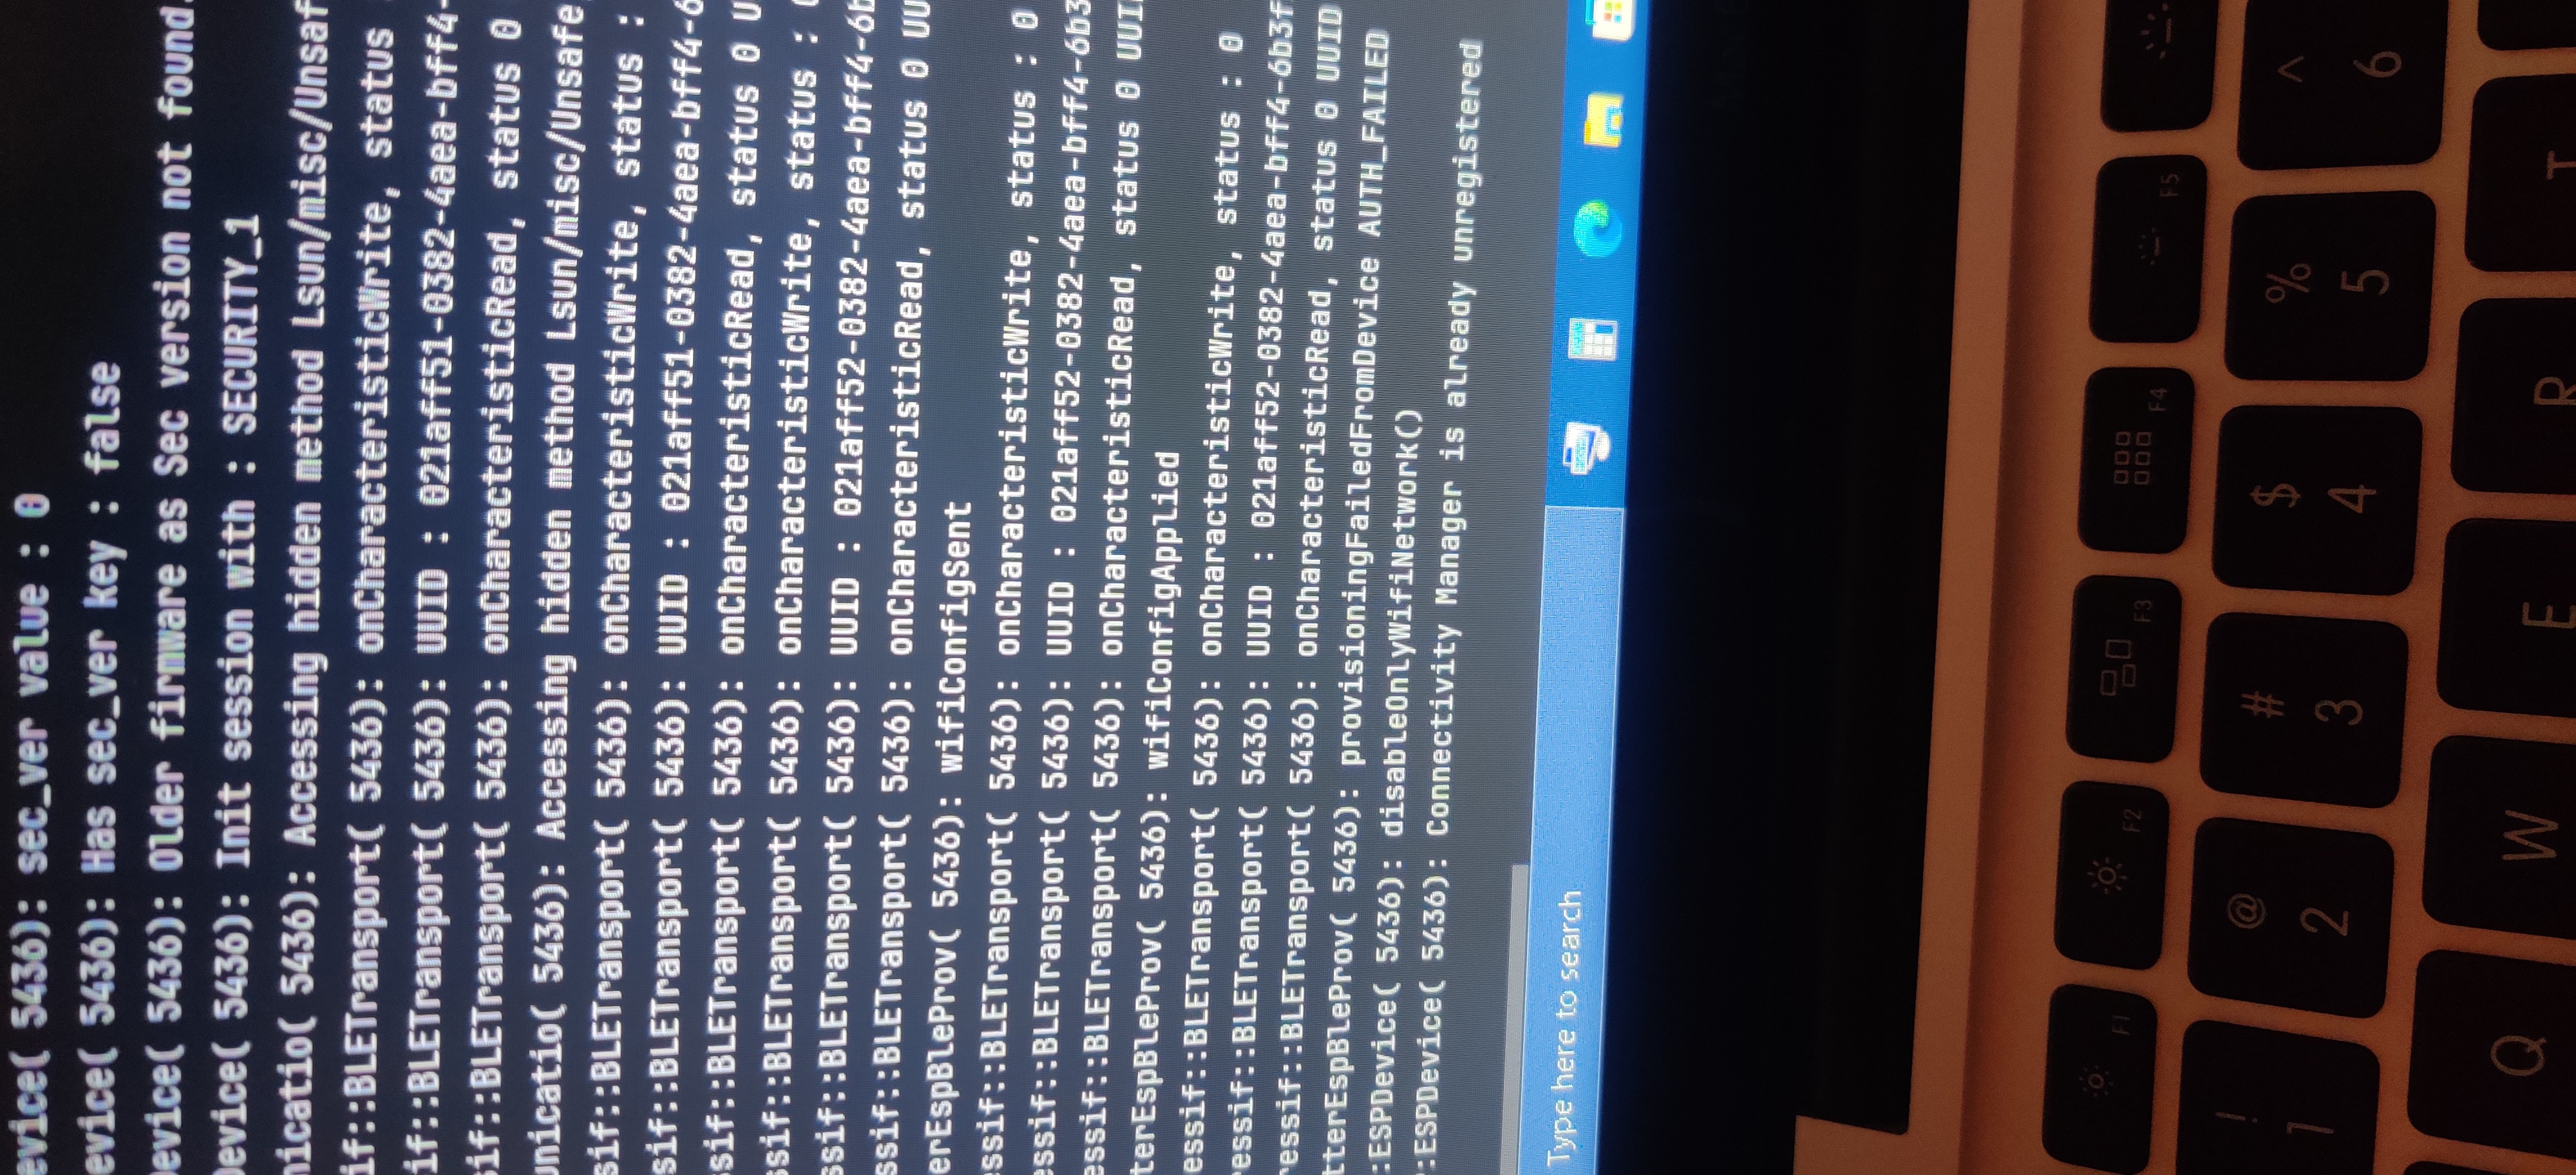 evice( 5436): sec_ver value : 0
evice( 5436): Has sec_ver key : false
Device( 5436): Older firmware as Sec version not found.
Device( 5436): Init session with : SECURITY_1
nicatio( 5436): Accessing hidden method Lsun/misc/Unsaf
if::BLETransport( 5436): onCharacteristicWrite, status
if::BLETransport( 5436): UUID : 021aff51-0382-4aea-bff4-
sif::BLETransport( 5436): onCharacteristicRead, status 0
unicatio( 5436): Accessing hidden method Lsun/misc/Unsafe
sif::BLETransport( 5436): onCharacteristicWrite, status :
sif::BLETransport( 5436): UUID : 021aff51-0382-4aea-bff4-6
ssif::BLETransport( 5436): onCharacteristicRead, status 0 U
ssif::BLETransport( 5436): onCharacteristicWrite, status : 0
ssif::BLETransport( 5436): UUID : 021aff52-0382-4aea-bff4-6b
ssif::BLETransport( 5436): onCharacteristicRead, status 0 UU
terEspBleProv( 5436): wifiConfigSent
essif::BLETransport( 5436): onCharacteristicWrite, status : 0
essif::BLETransport( 5436): UUID : 021aff52-0382-4aea-bff4-6b3
essif::BLETransport( 5436): onCharacteristicRead, status 0 UUI
tterEspBleProv( 5436): wifiConfigApplied
essif::BLETransport( 5436): onCharacteristicWrite, status : 0
ressif::BLETransport( 5436): UUID : 021aff52-0382-4aea-bff4-6b3f
ressif::BLETransport( 5436): onCharacteristicRead, status 0 UUID
tterEspBleProv( 5436): provisioningFailedFromDevice AUTH_FAILED
:ESPDevice( 5436): disableOnlyWifiNetwork()
:ESPDevice( 5436): Connectivity Manager is already unregistered
Type here to search
F1 F2 F3 F4 F5
! @ # $ % ^
1 2 3 4 5 6
Q W E R T